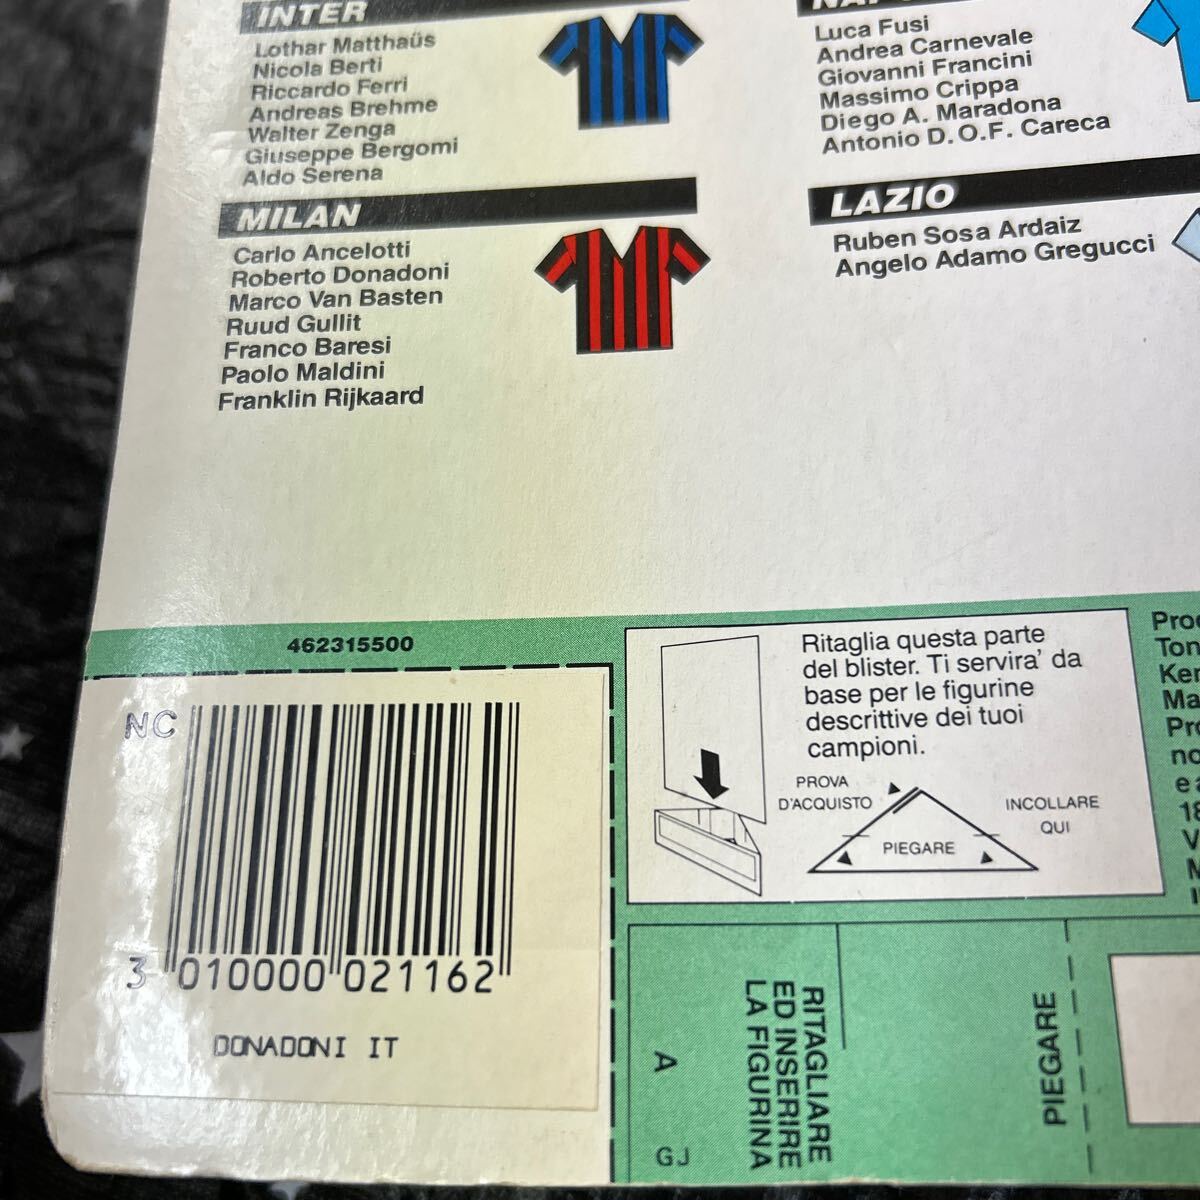 INTER
Lothar Matthaüs
Nicola Berti
Riccardo Ferri
Andreas Brehme
Walter Zenga
Giuseppe Bergomi
Aldo Serena
MILAN
Carlo Ancelotti
Roberto Donadoni
Marco Van Basten
Ruud Gullit
Franco Baresi
Paolo Maldini
Franklin Rijkaard
Luca Fusi
Andrea Carnevale
Giovanni Francini
Massimo Crippa
Diego A. Maradona
Antonio D.O.F. Careca
LAZIO
Ruben Sosa Ardaiz
Angelo Adamo Gregucci
462315500
NC
3 010000 021162
DONADONI IT
Ritaglia questa parte
del blister. Ti servira' da
base per le figurine
descrittive dei tuoi
campioni.
PROVA
D'ACQUISTO
INCOLLARE
QUI
PIEGARE
RITAGLIARE
ED INSERIRE
LA FIGURINA
PIEGARE
A
GJ